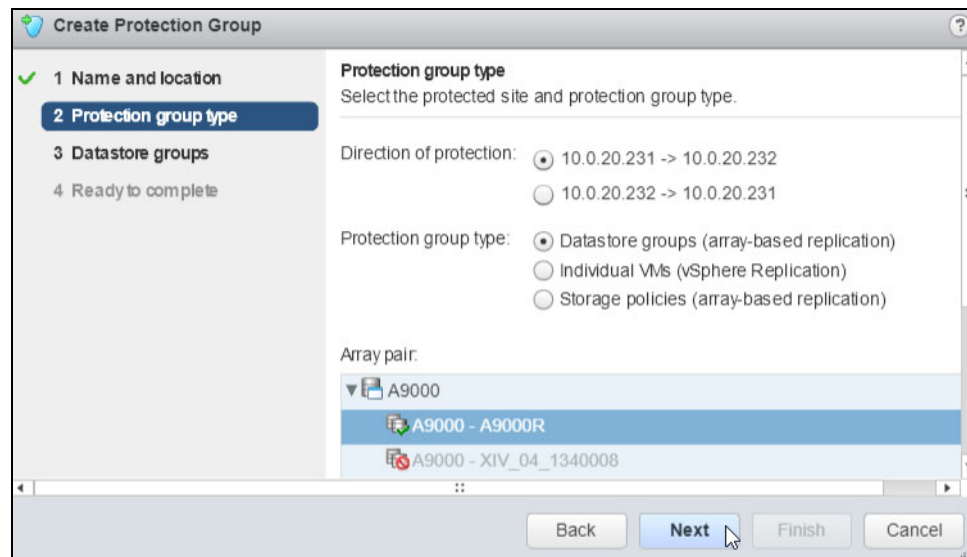 Create Protection Group
?
1 Name and location
2 Protection group type
3 Datastore groups
4 Ready to complete
Protection group type
Select the protected site and protection group type.
Direction of protection:
10.0.20.231 -> 10.0.20.232
10.0.20.232 -> 10.0.20.231
Protection group type:
Datastore groups (array-based replication)
Individual VMs (vSphere Replication)
Storage policies (array-based replication)
Array pair:
A9000
A9000 - A9000R
A9000 - XIV_04_1340008
Back
Next
Finish
Cancel